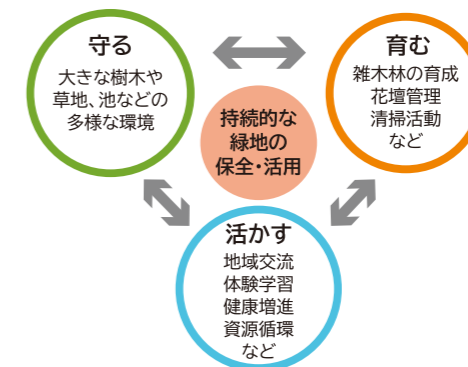 守る
大きな樹木や
草地、池などの
多様な環境
育む
雑木林の育成
花壇管理
清掃活動
など
持続的な
緑地の
保全・活用
活かす
地域交流
体験学習
健康増進
資源循環
など